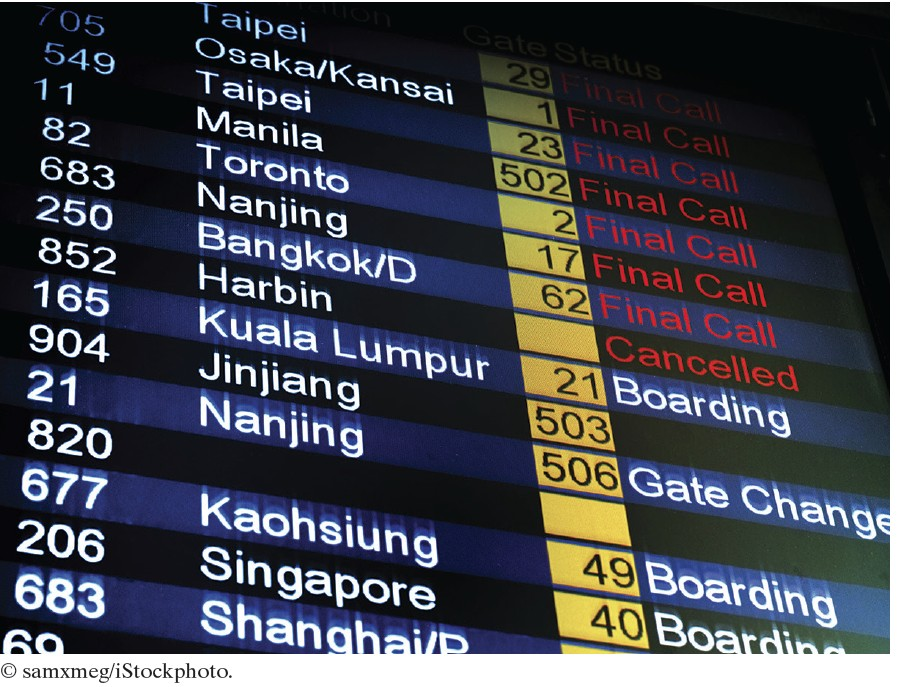 Gate Status
Taipei 29 Final Call
705 Osaka/Kansai 1 Final Call
549 Taipei 23 Final Call
11 Manila 502 Final Call
82 Toronto 2 Final Call
683 Nanjing 17 Final Call
250 Bangkok/D 62 Final Call
852 Harbin Cancelled
165 Kuala Lumpur 21 Boarding
904 Jinjiang 503
21 Nanjing 506 Gate Change
820
677 Kaohsiung 49 Boarding
206 Singapore 40 Boarding
683 Shanghai/P
69
© samxmeg/iStockphoto.